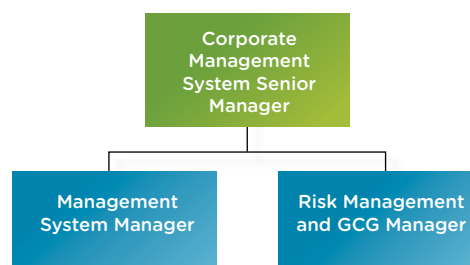 Corporate
Management
System Senior
Manager
Management
System Manager
Risk Management
and GCG Manager